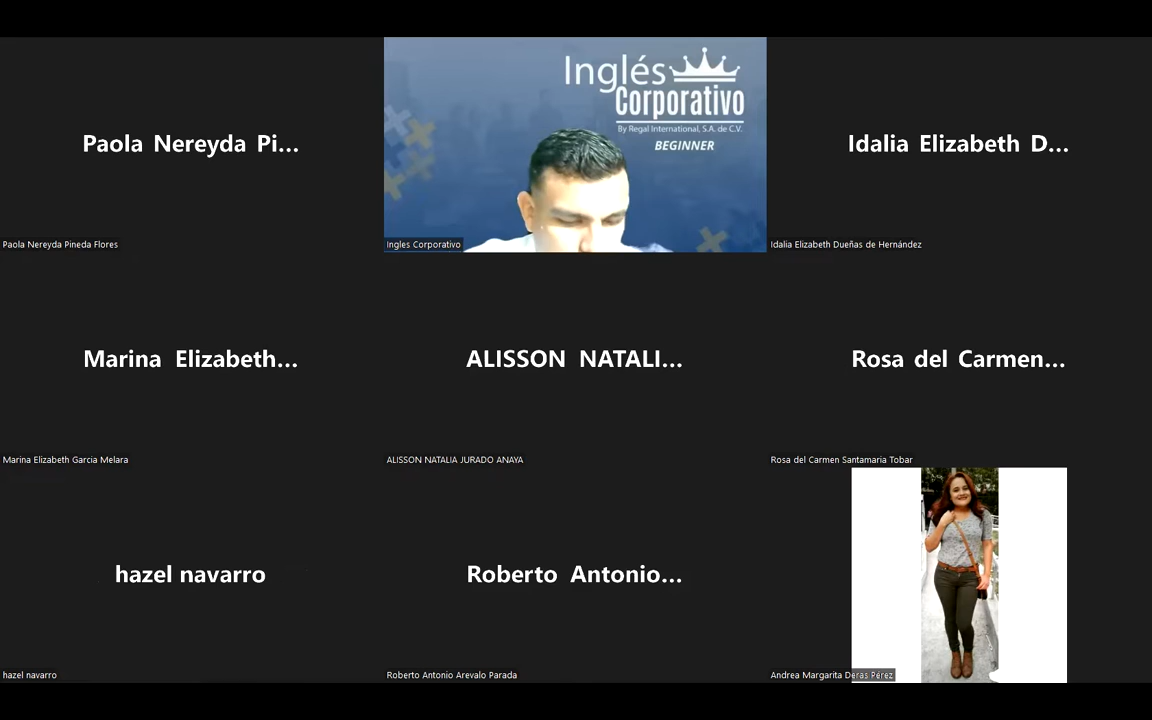 Paola Nereyda Pi...
Paola Nereyda Pineda Flores
Inglés
Corporativo
By Regal International, S.A. de C.V.
BEGINNER
Ingles Corporativo
Idalia Elizabeth D...
Idalia Elizabeth Dueñas de Hernández
Marina Elizabeth...
Marina Elizabeth Garcia Melara
ALISSON NATALI...
ALISSON NATALIA JURADO ANAYA
Rosa del Carmen...
Rosa del Carmen Santamaria Tobar
hazel navarro
hazel navarro
Roberto Antonio...
Roberto Antonio Arevalo Parada
Andrea Margarita Deras Pérez